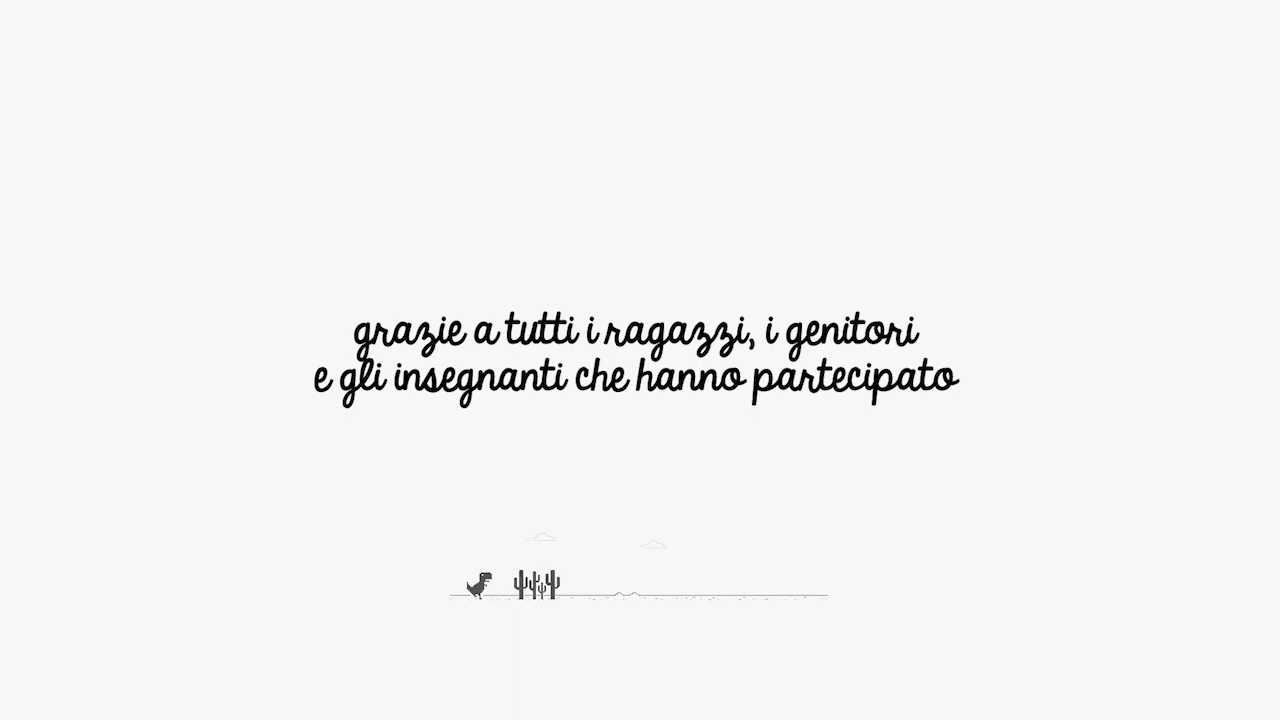 grazie a tutti i ragazzi, i genitori
e gli insegnanti che hanno partecipato